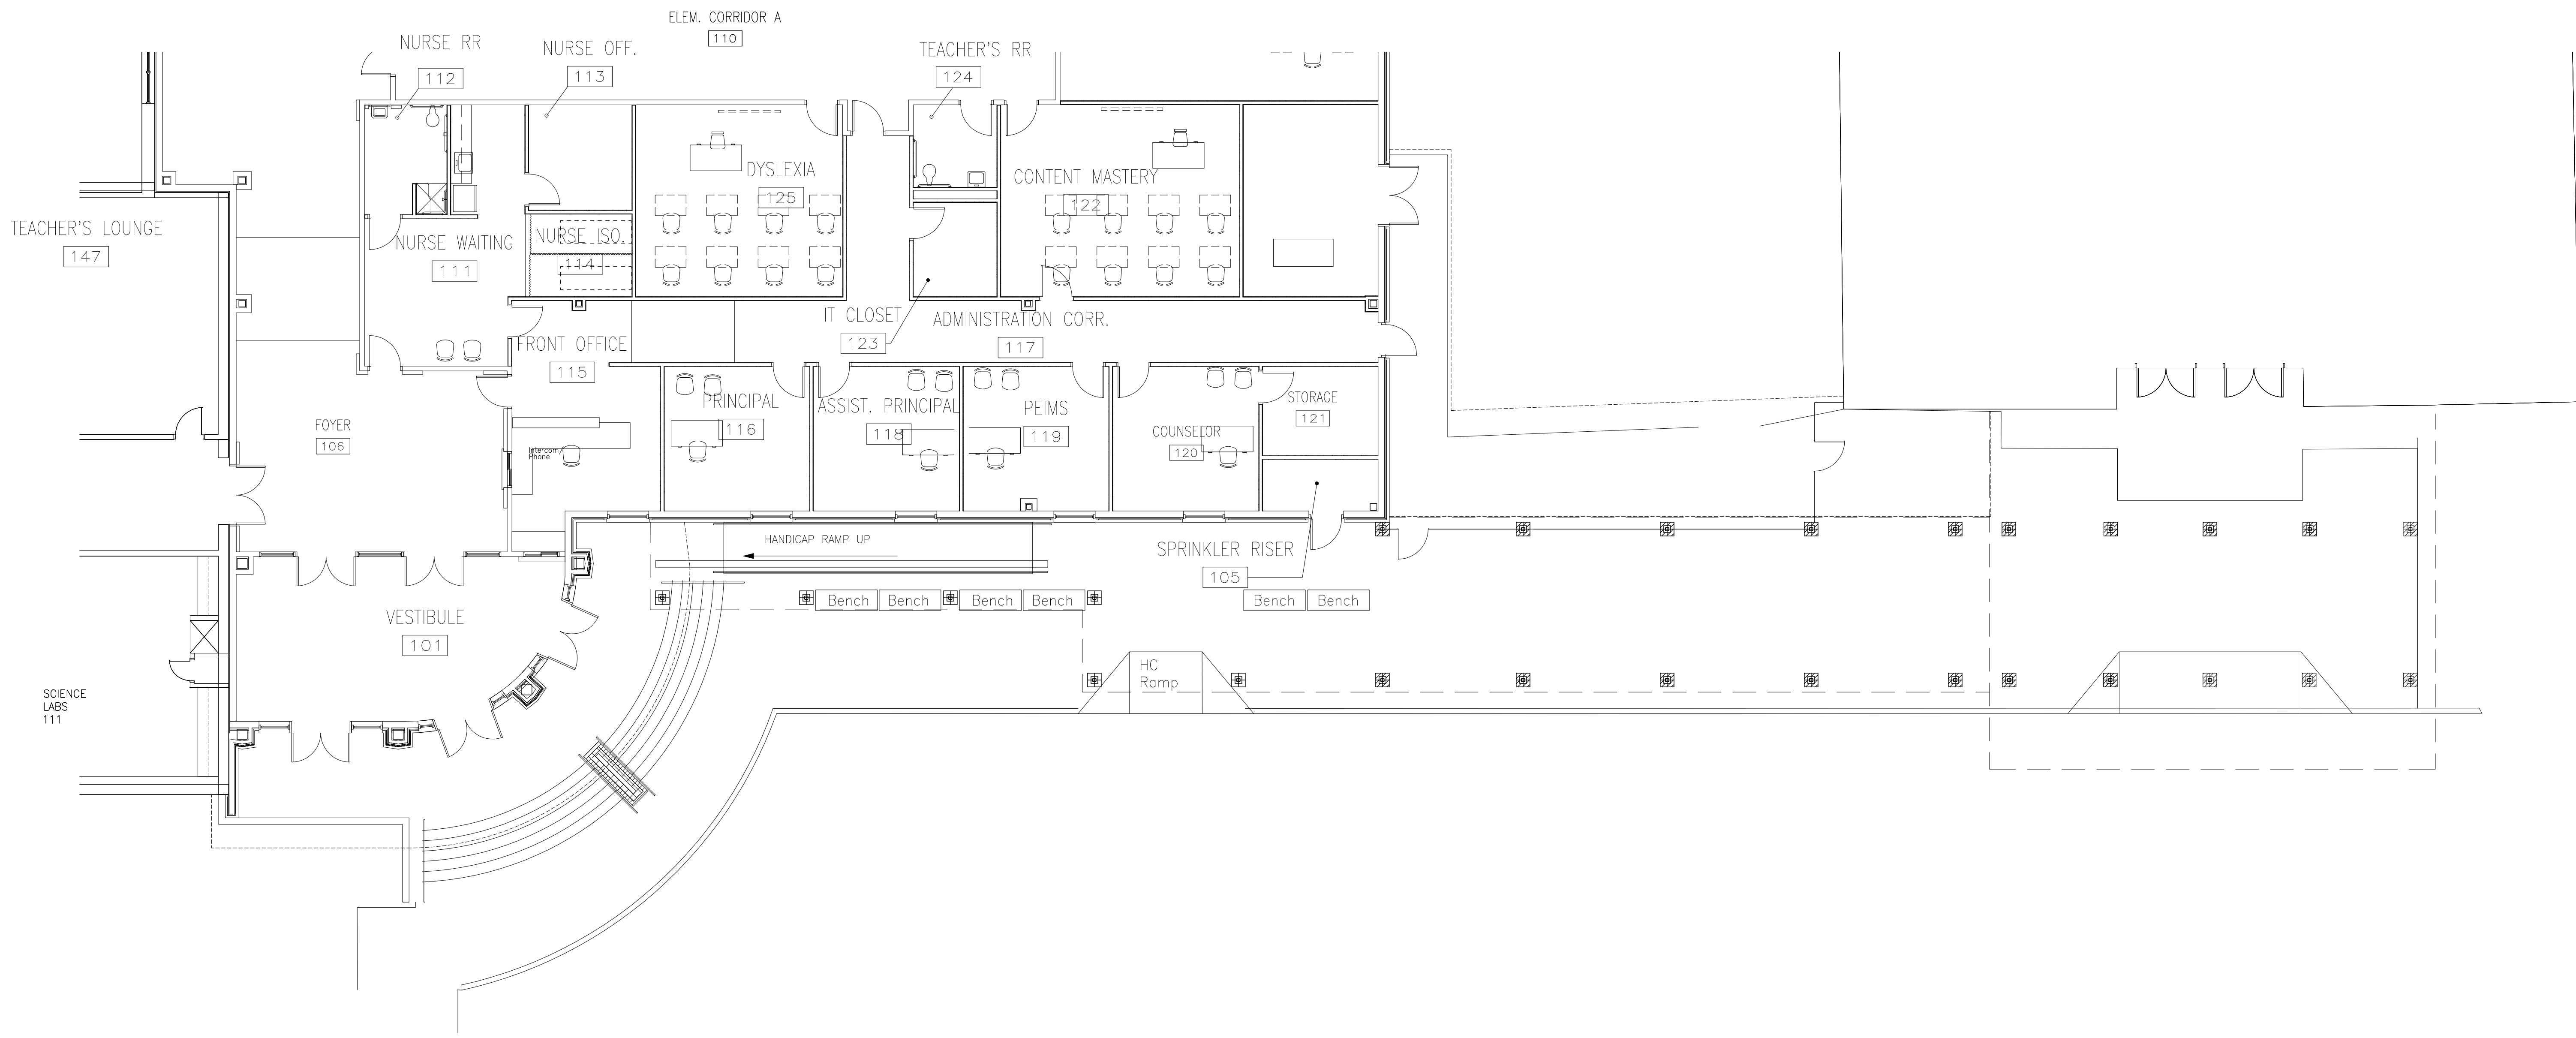 ELEM. CORRIDOR A
110
NURSE RR
112
NURSE OFF.
113
TEACHER'S RR
124
DYSLEXIA
125
CONTENT MASTERY
122
TEACHER'S LOUNGE
147
NURSE WAITING
111
NURSE ISO.
114
IT CLOSET
123
ADMINISTRATION CORR.
117
FRONT OFFICE
115
PRINCIPAL
116
ASSIST. PRINCIPAL
118
PEIMS
119
COUNSELOR
120
STORAGE
121
FOYER
106
Intercom/
Phone
HANDICAP RAMP UP
SPRINKLER RISER
105
Bench
Bench
Bench
Bench
Bench
Bench
VESTIBULE
101
HC
Ramp
SCIENCE
LABS
111